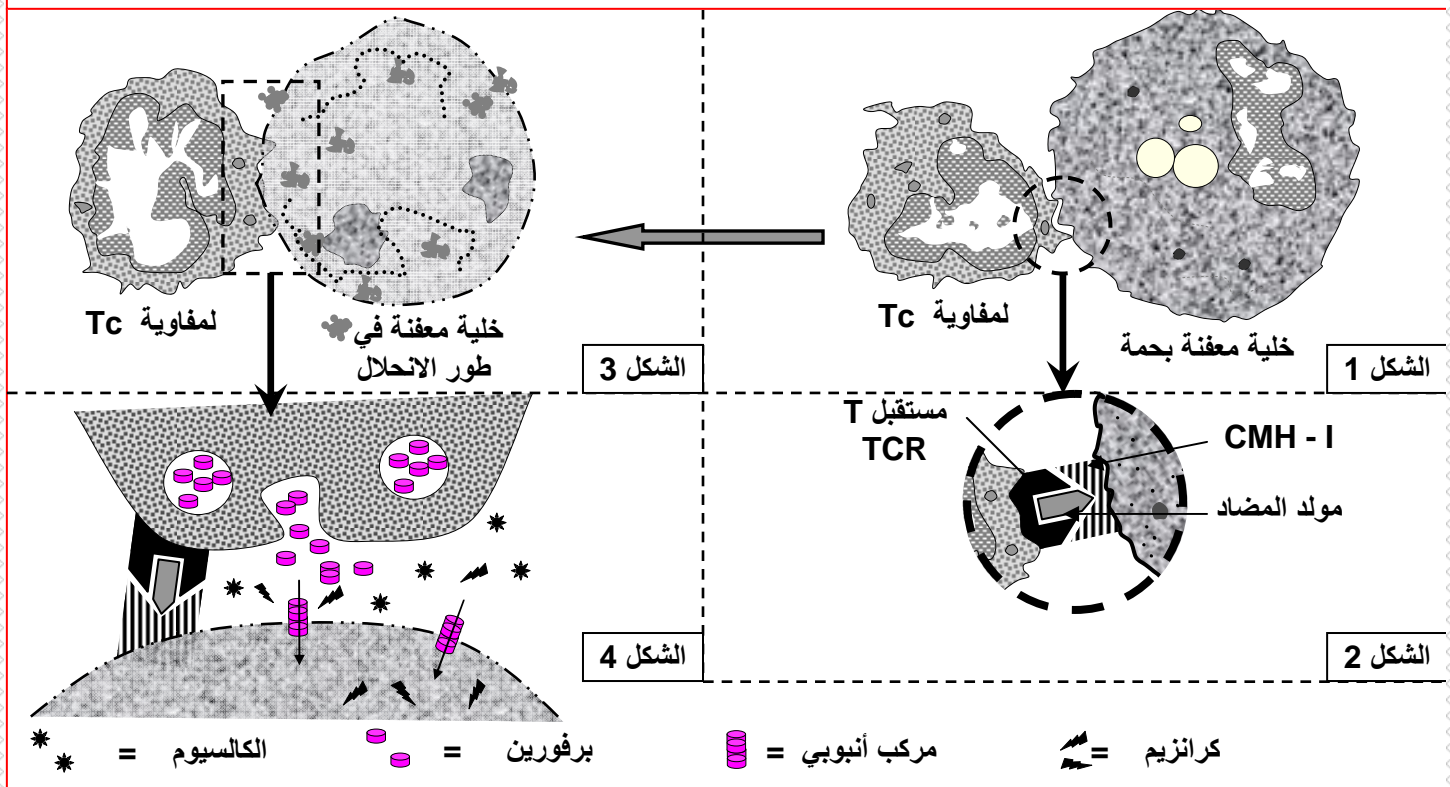 لمفاوية Tc
خلية معفنة بحمة
الشكل 1
لمفاوية Tc
خلية معفنة في
طور الانحلال
الشكل 3
مستقبل T
TCR
CMH - I
مولد المضاد
الشكل 2
الشكل 4
كرانزيم =
مركب أنبوبي =
برفورين =
الكالسيوم =